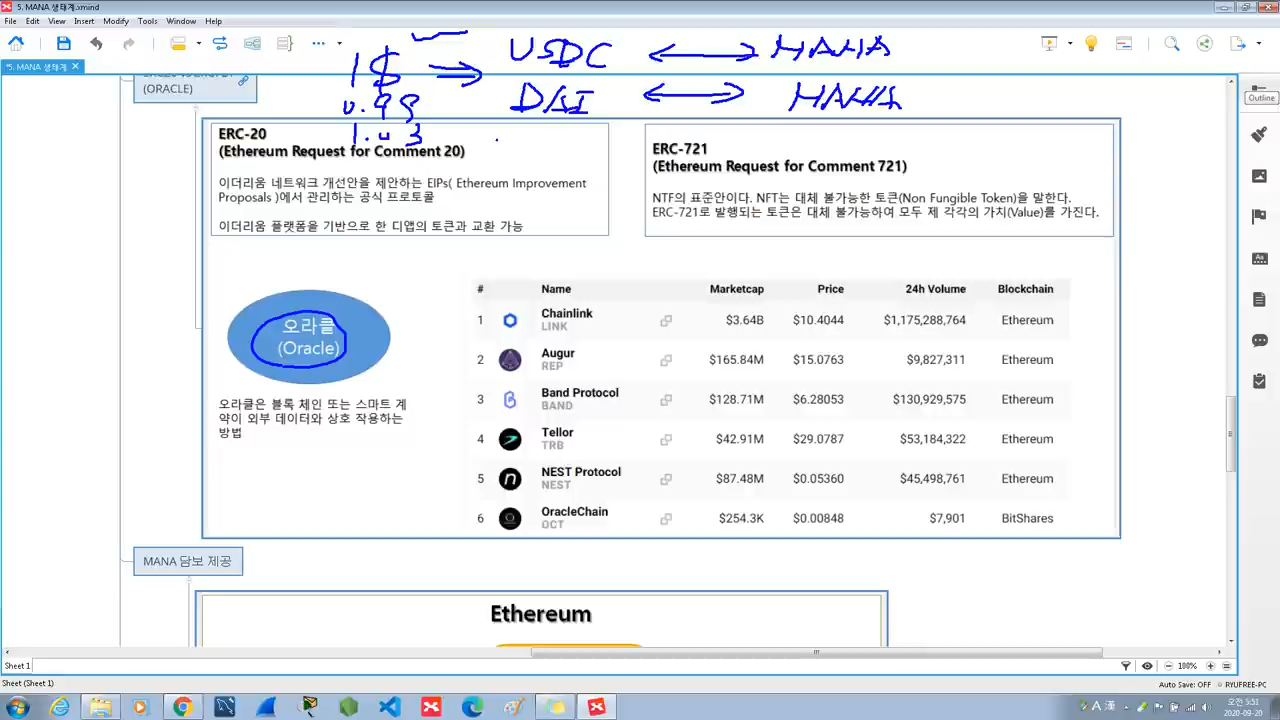 5. MANA 생태계.xmind
File Edit View Insert Modify Tools Window Help
*5. MANA 생태계
(ORACLE)
1$ ⇒ USDC ↔ MANA
0.99 DAI ↔ MANA
1.03
ERC-20
(Ethereum Request for Comment 20)
이더리움 네트워크 개선안을 제안하는 EIPs( Ethereum Improvement
Proposals )에서 관리하는 공식 프로토콜
이더리움 플랫폼을 기반으로 한 디앱의 토큰과 교환 가능
ERC-721
(Ethereum Request for Comment 721)
NTF의 표준안이다. NFT는 대체 불가능한 토큰(Non Fungible Token)을 말한다.
ERC-721로 발행되는 토큰은 대체 불가능하여 모두 제 각각의 가치(Value)를 가진다.
오라클
(Oracle)
오라클은 블록 체인 또는 스마트 계
약이 외부 데이터와 상호 작용하는
방법
# Name Marketcap Price 24h Volume Blockchain
1 Chainlink $3.64B $10.4044 $1,175,288,764 Ethereum
LINK
2 Augur $165.84M $15.0763 $9,827,311 Ethereum
REP
3 Band Protocol $128.71M $6.28053 $130,929,575 Ethereum
BAND
4 Tellor $42.91M $29.0787 $53,184,322 Ethereum
TRB
5 NEST Protocol $87.48M $0.05360 $45,498,761 Ethereum
NEST
6 OracleChain $254.3K $0.00848 $7,901 BitShares
OCT
MANA 담보 제공
Ethereum
Outline
Sheet 1
100%
Sheet (Sheet 1)
Auto Save: OFF
RYUFREE-PC
오전 5:51
2020-09-20